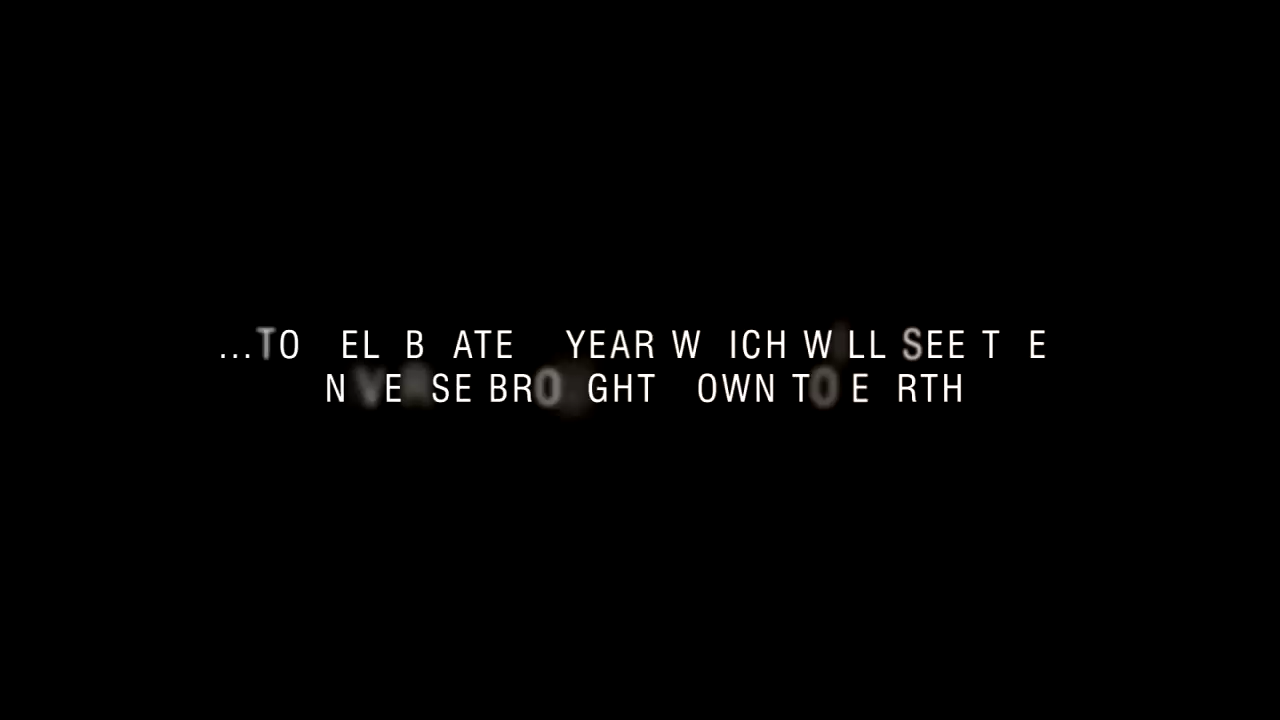 ...TO EL B ATE YEAR W ICH W LL SEE T E
N VE SE BRO GHT OWN TO E RTH